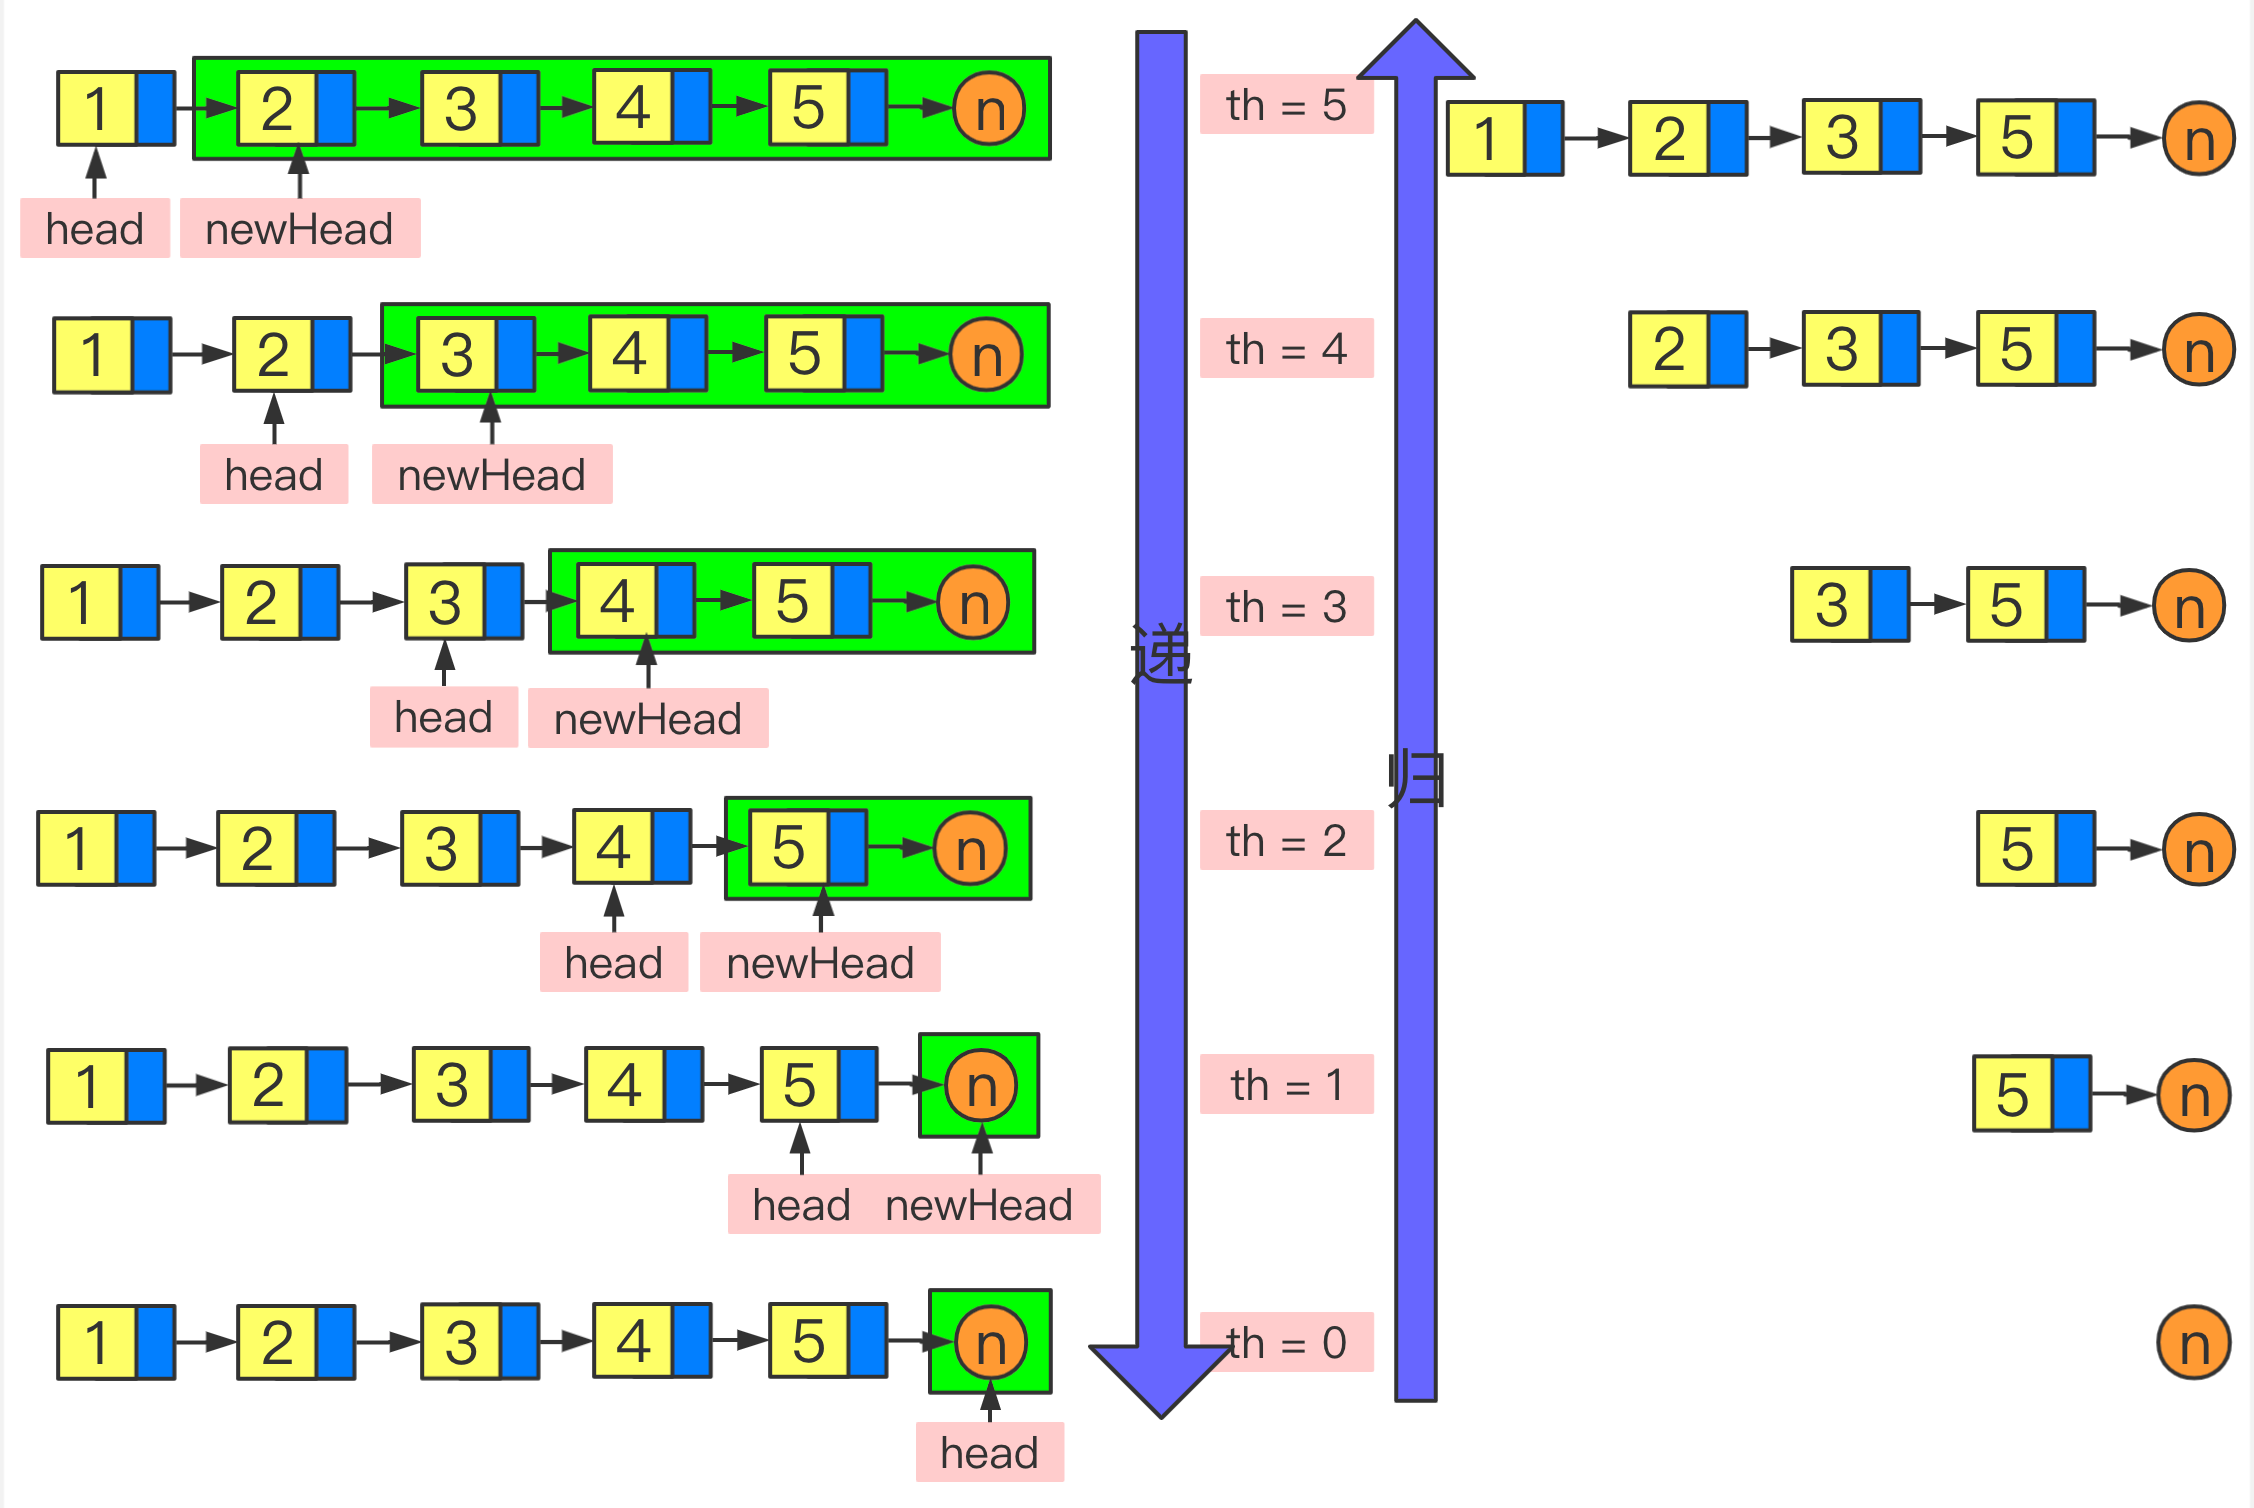 1 2 3 4 5 n
head newHead
th = 5
1 2 3 5 n
1 2 3 4 5 n
head newHead
th = 4
2 3 5 n
1 2 3 4 5 n
head newHead
th = 3
3 5 n
递
归
1 2 3 4 5 n
head newHead
th = 2
5 n
1 2 3 4 5 n
head newHead
th = 1
5 n
1 2 3 4 5 n
head
th = 0
n